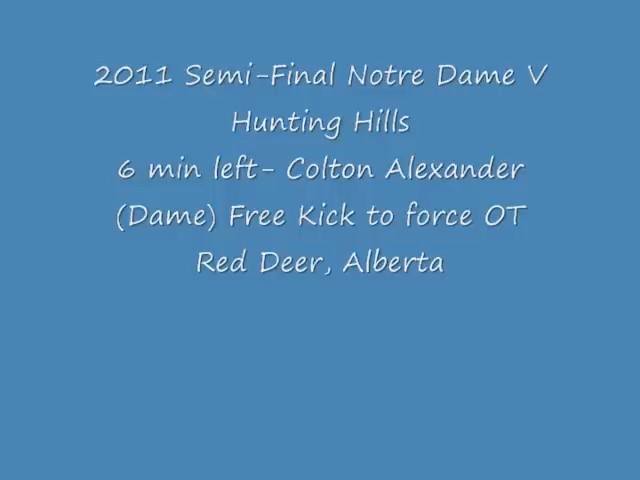 2011 Semi-Final Notre Dame V
Hunting Hills
6 min left- Colton Alexander
(Dame) Free Kick to force OT
Red Deer, Alberta